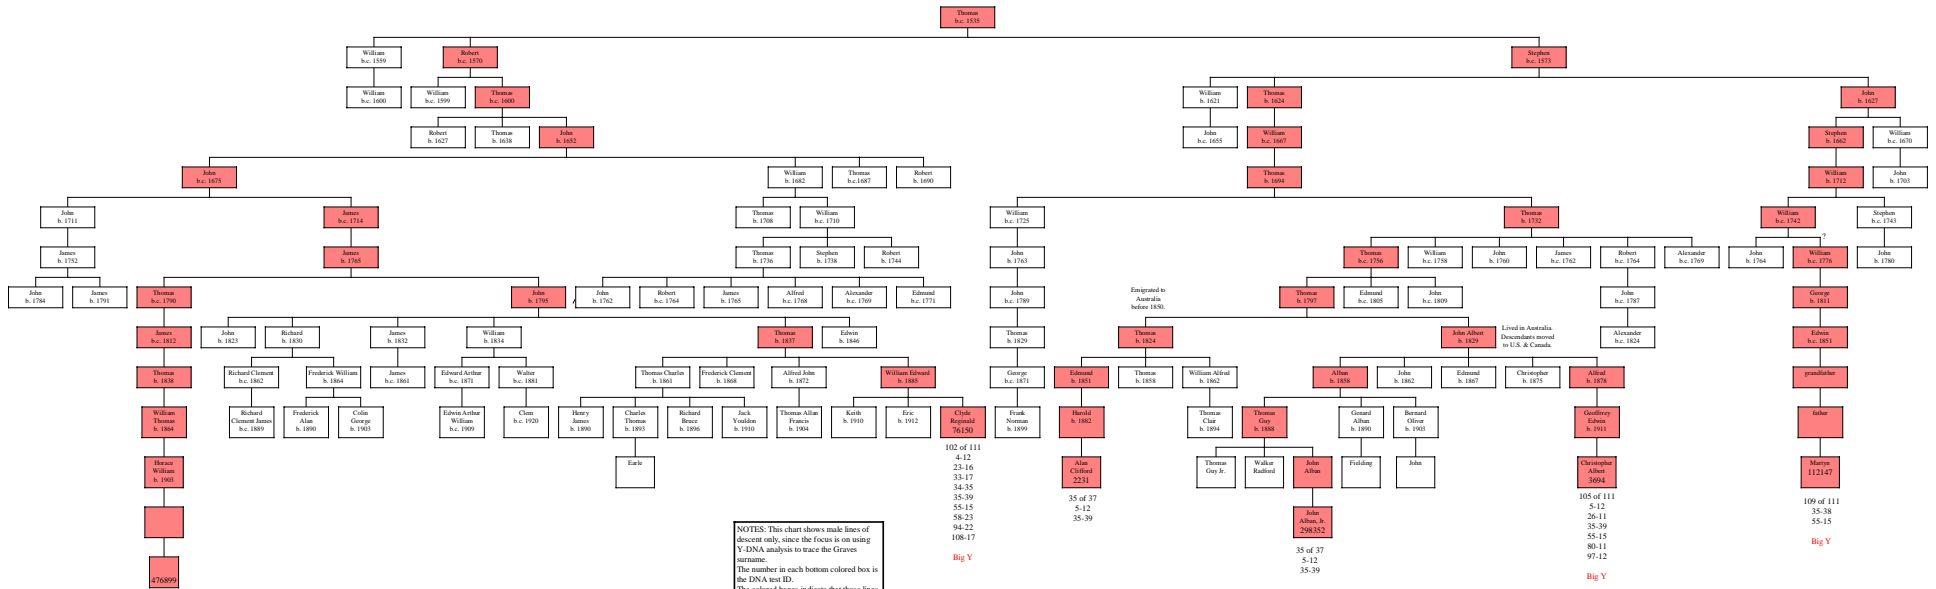 Thomas
b.c. 1535
William
b.c. 1559
Robert
b.c. 1570
Stephen
b.c. 1573
William
b.c. 1600
William
b.c. 1599
Thomas
b.c. 1600
William
b. 1621
Thomas
b. 1624
John
b. 1627
Robert
b. 1627
Thomas
b. 1638
John
b. 1652
John
b. 1655
William
b. 1667
Stephen
b. 1662
William
b. 1670
John
b.c. 1675
William
b. 1682
Thomas
b.c.1687
Robert
b. 1690
Thomas
b. 1694
William
b. 1712
John
b. 1703
John
b. 1711
James
b.c. 1714
Thomas
b. 1708
William
b.c. 1710
William
b.c. 1725
Thomas
b. 1732
William
b.c. 1742
Stephen
b.c. 1743
?
James
b. 1752
James
b. 1765
Thomas
b. 1736
Stephen
b. 1738
Robert
b. 1744
John
b. 1763
Thomas
b.c. 1756
William
b. 1758
John
b. 1760
James
b. 1762
Robert
b.c. 1764
Alexander
b.c. 1769
John
b. 1764
William
b.c. 1776
John
b. 1780
John
b. 1784
James
b. 1791
Thomas
b.c. 1790
John
b. 1795
John
b. 1762
Robert
b.c. 1764
James
b. 1765
Alfred
b.c. 1768
Alexander
b.c. 1769
Edmund
b.c. 1771
John
b.c. 1789
Emigrated to
Australia
before 1850.
Thomas
b. 1797
Edmund
b.c. 1805
John
b.c. 1809
John
b.c. 1787
George
b. 1811
James
b.c. 1812
John
b. 1823
Richard
b. 1830
James
b. 1832
William
b. 1834
Thomas
b. 1837
Edwin
b. 1846
Thomas
b. 1829
Thomas
b. 1824
John Albert
b. 1829
Lived in Australia.
Descendants moved
to U.S. & Canada.
Alexander
b.c. 1824
Edwin
b.c. 1851
Thomas
b. 1838
Richard Clement
b.c. 1862
Frederick William
b. 1864
James
b.c. 1861
Edward Arthur
b.c. 1871
Walter
b.c. 1881
Thomas Charles
b. 1861
Frederick Clement
b. 1868
Alfred John
b. 1872
William Edward
b. 1885
George
b.c. 1871
Edmund
b. 1851
Thomas
b. 1858
William Alfred
b. 1862
Alban
b. 1858
John
b. 1862
Edmund
b. 1867
Christopher
b. 1875
Alfred
b. 1878
grandfather
William
Thomas
b. 1864
Richard
Clement James
b.c. 1889
Frederick
Alan
b. 1890
Colin
George
b. 1903
Edwin Arthur
William
b.c. 1909
Clem
b.c. 1920
Henry
James
b. 1890
Charles
Thomas
b. 1893
Richard
Bruce
b. 1896
Jack
Youldon
b. 1910
Thomas Allan
Francis
b. 1904
Keith
b. 1910
Eric
b. 1912
Clyde
Reginald
76150
Frank
Norman
b. 1899
Harold
b. 1882
Thomas
Clair
b. 1894
Thomas
Guy
b. 1888
Genard
Alban
b. 1890
Bernard
Oliver
b. 1903
Geoffrey
Edwin
b. 1911
father
Horace
William
b. 1903
Earle
102 of 111
4-12
23-16
33-17
34-35
35-39
55-15
58-23
94-22
108-17
Big Y
Alan
Clifford
2231
35 of 37
5-12
35-39
Thomas
Guy Jr.
Walker
Radford
John
Alban
Fielding
John
Christopher
Albert
3694
105 of 111
5-12
26-11
35-39
55-15
80-11
97-12
Big Y
Martyn
112147
109 of 111
35-38
55-15
Big Y
John
Alban, Jr.
298352
35 of 37
5-12
35-39
476899
NOTES: This chart shows male lines of
descent only, since the focus is on using
Y-DNA analysis to trace the Graves
surname.
The number in each bottom colored box is
the DNA test ID.
The colored boxes indicate that those lines